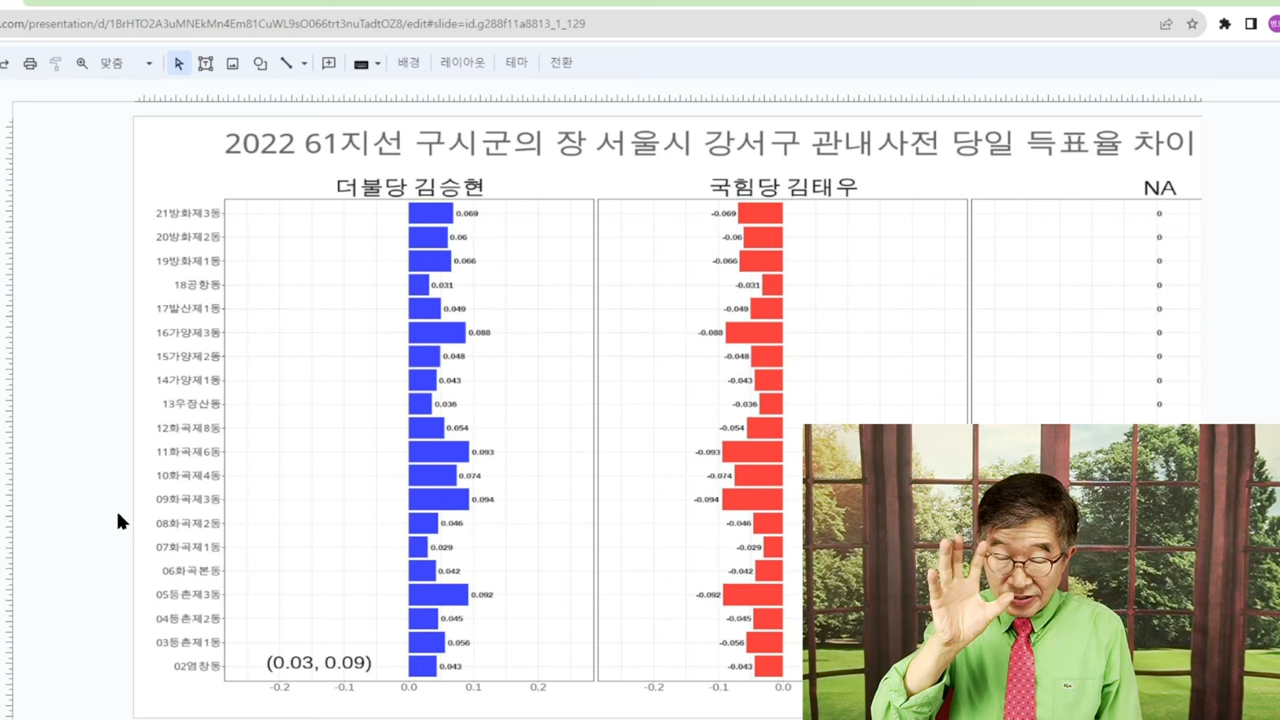 .com/presentation/d/1BrHTO2A3uMNEkMn4Em81CuWL9sO066trt3nuTadtOZ8/edit#slide=id.g288f11a8813_1_129
맞춤 배경 레이아웃 테마 전환
2022 61지선 구시군의 장 서울시 강서구 관내사전 당일 득표율 차이
더불당 김승현 국힘당 김태우 NA
21방화제3동 0.069 -0.069 0
20방화제2동 0.06 -0.06 0
19방화제1동 0.066 -0.066 0
18공항동 0.031 -0.031 0
17발산제1동 0.049 -0.049 0
16가양제3동 0.088 -0.088 0
15가양제2동 0.048 -0.048 0
14가양제1동 0.043 -0.043 0
13우장산동 0.036 -0.036 0
12화곡제8동 0.054 -0.054
11화곡제6동 0.093 -0.093
10화곡제4동 0.074 -0.074
09화곡제3동 0.094 -0.094
08화곡제2동 0.046 -0.046
07화곡제1동 0.029 -0.029
06화곡본동 0.042 -0.042
05등촌제3동 0.092 -0.092
04등촌제2동 0.045 -0.045
03등촌제1동 0.056 -0.056
02염창동 (0.03, 0.09) 0.043 -0.043
-0.2 -0.1 0.0 0.1 0.2 -0.2 -0.1 0.0